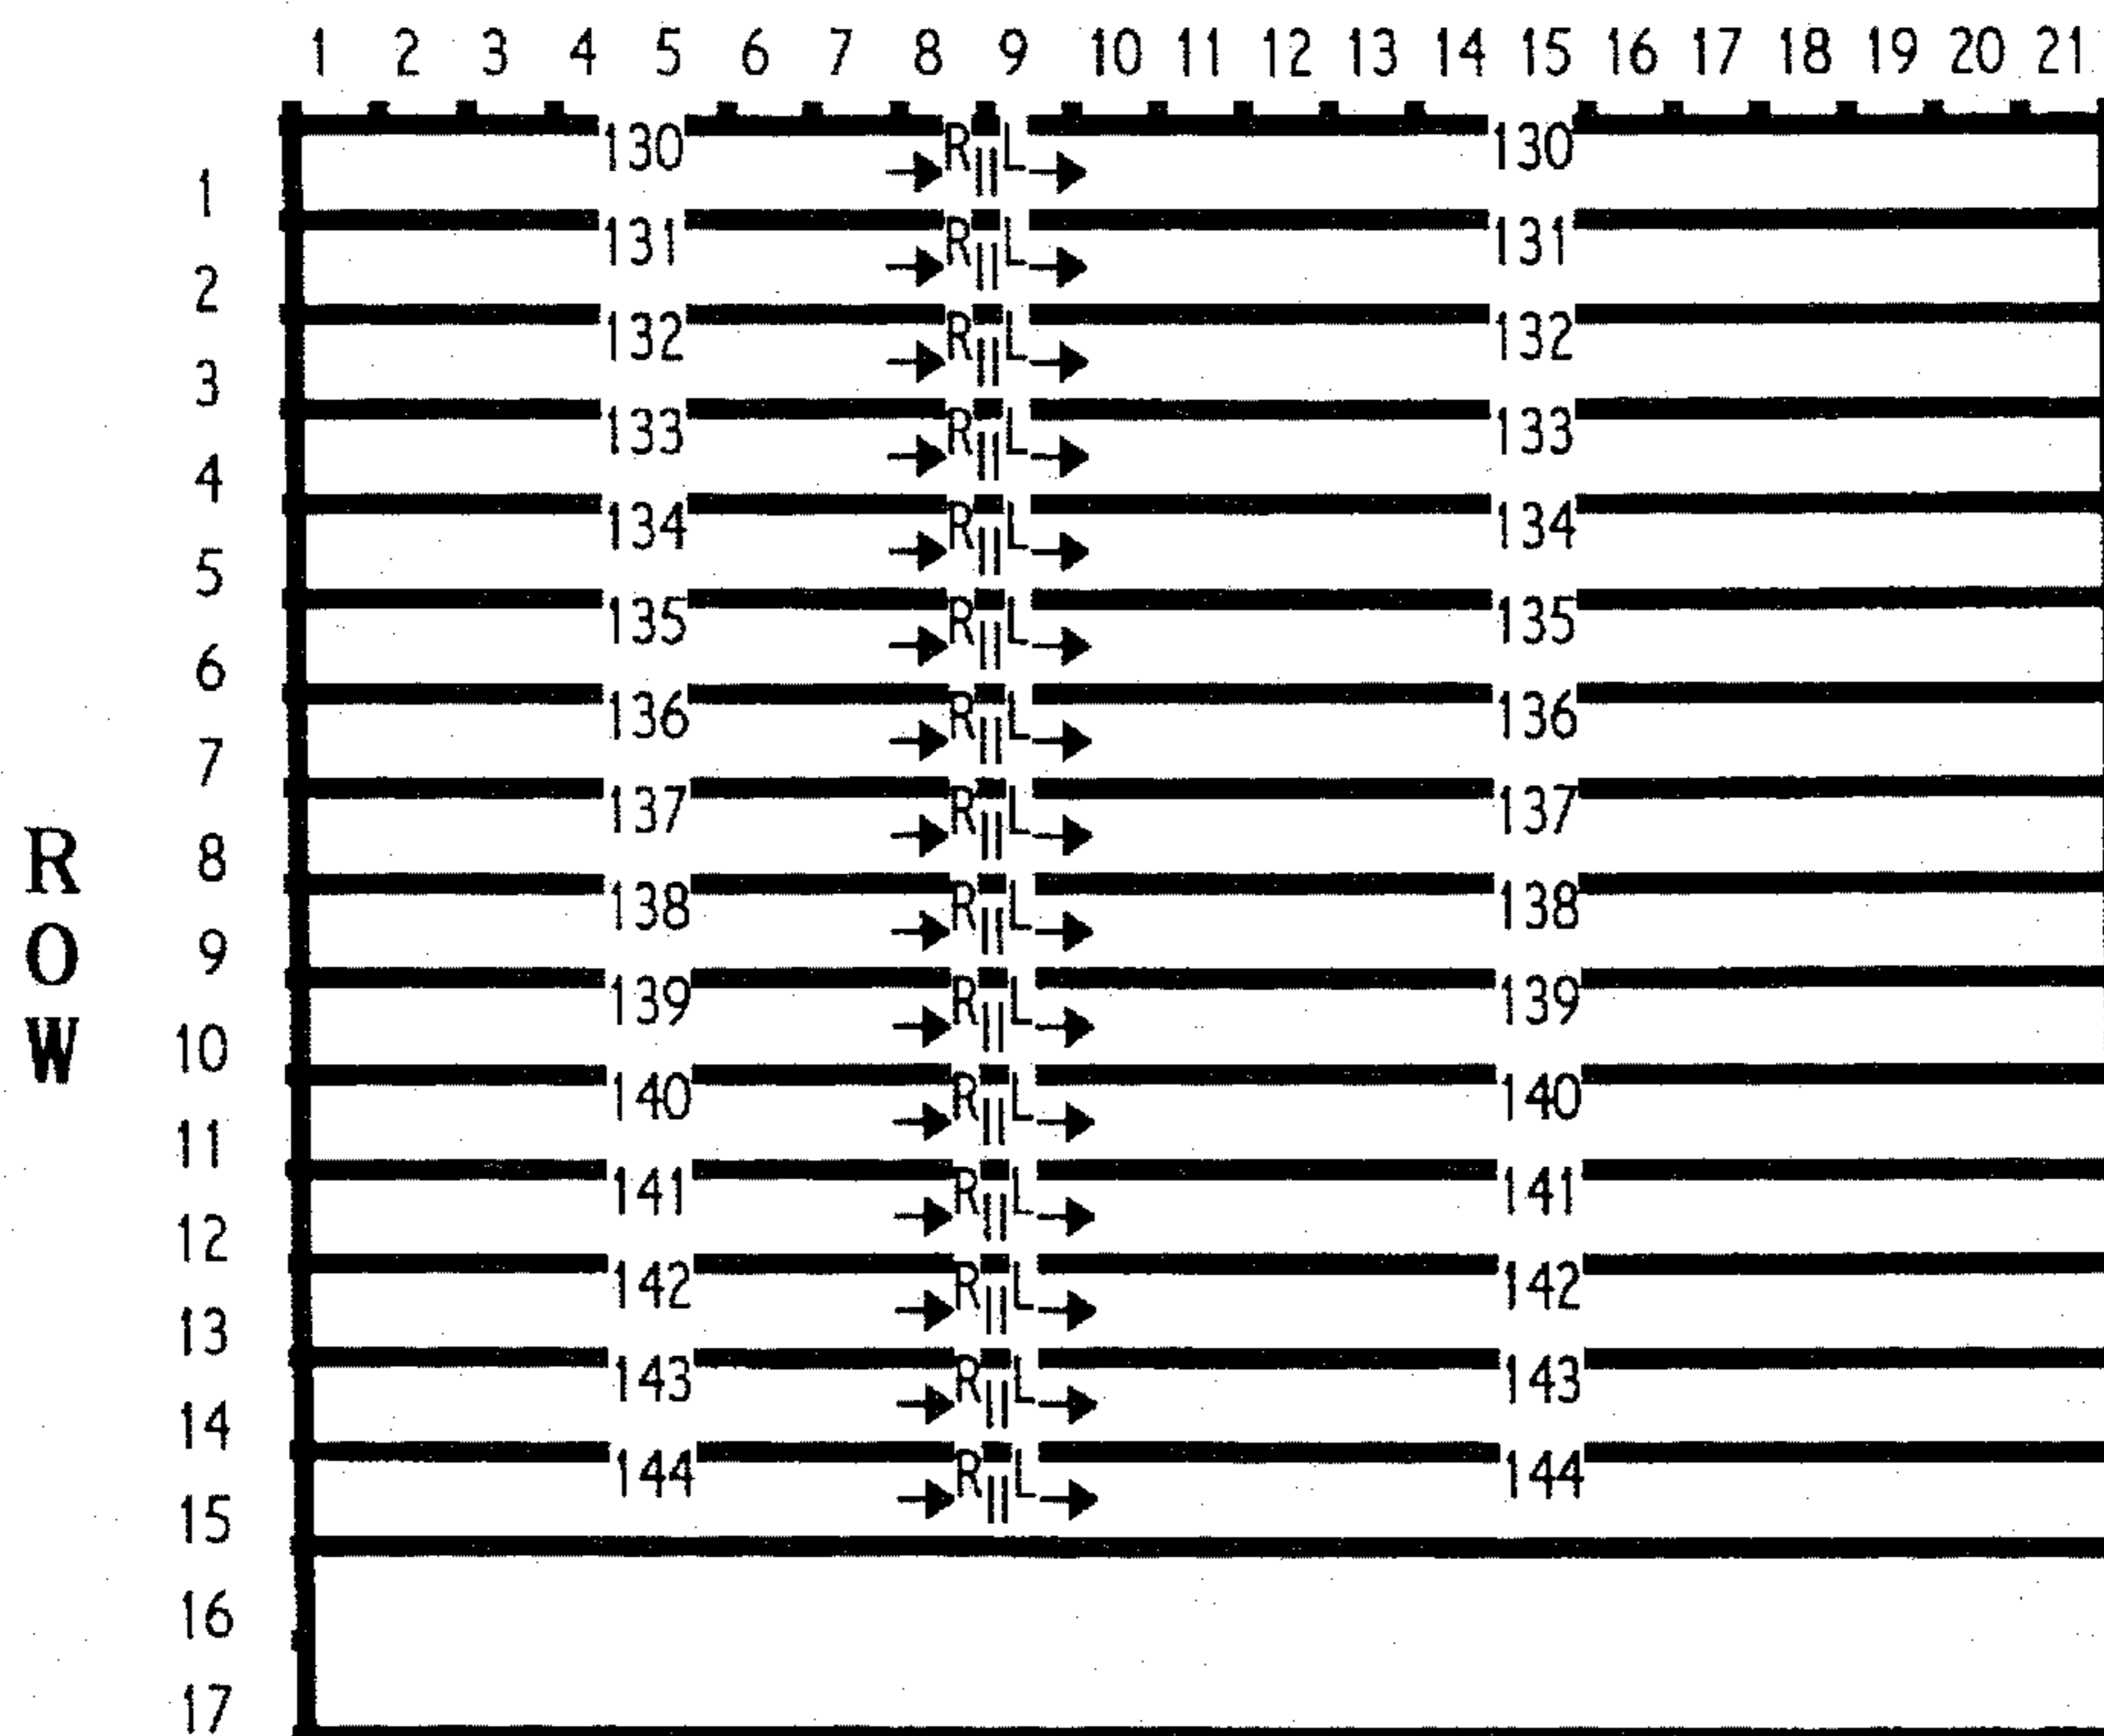 1 2 3 4 5 6 7 8 9 10 11 12 13 14 15 16 17 18 19 20 21
130 R L 130
1
131 R L 131
2
132 R L 132
3
133 R L 133
4
134 R L 134
5
135 R L 135
6
136 R L 136
7
137 R L 137
8
138 R L 138
9
139 R L 139
10
140 R L 140
11
141 R L 141
12
142 R L 142
13
143 R L 143
14
144 R L 144
15
16
17
ROW